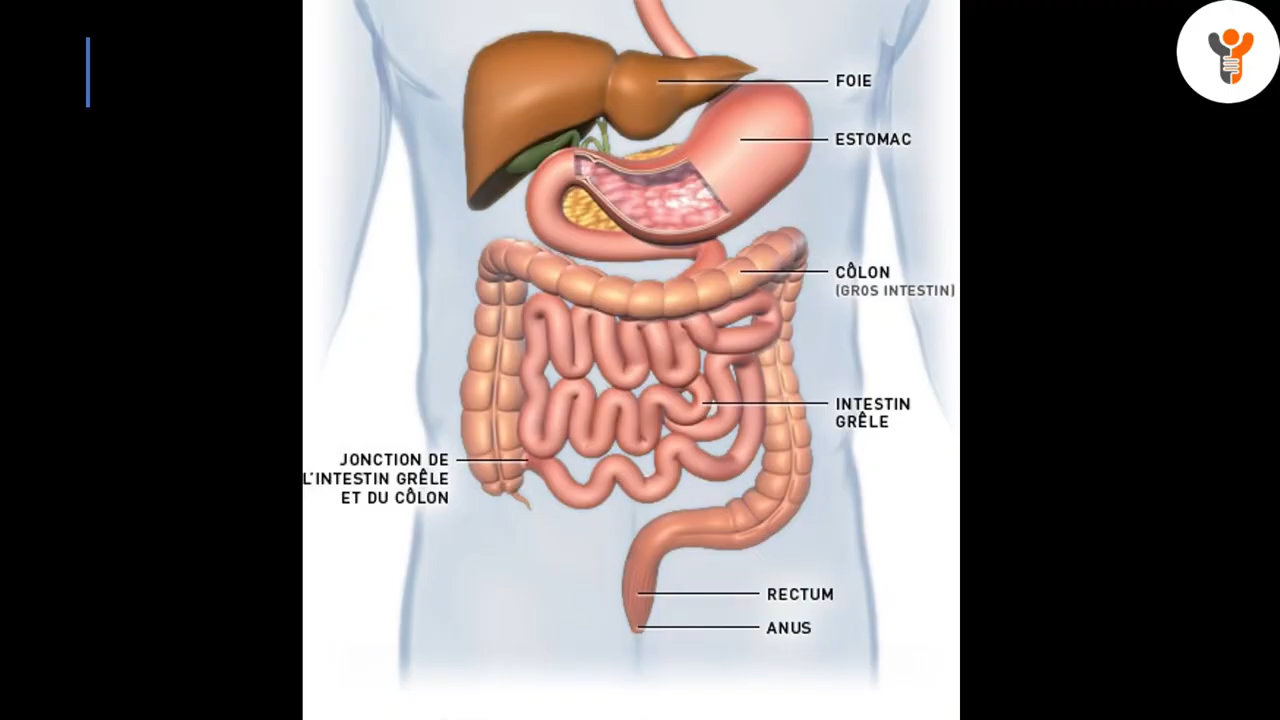 FOIE
ESTOMAC
CÔLON
(GROS INTESTIN)
INTESTIN
GRÊLE
JONCTION DE
L'INTESTIN GRÊLE
ET DU CÔLON
RECTUM
ANUS